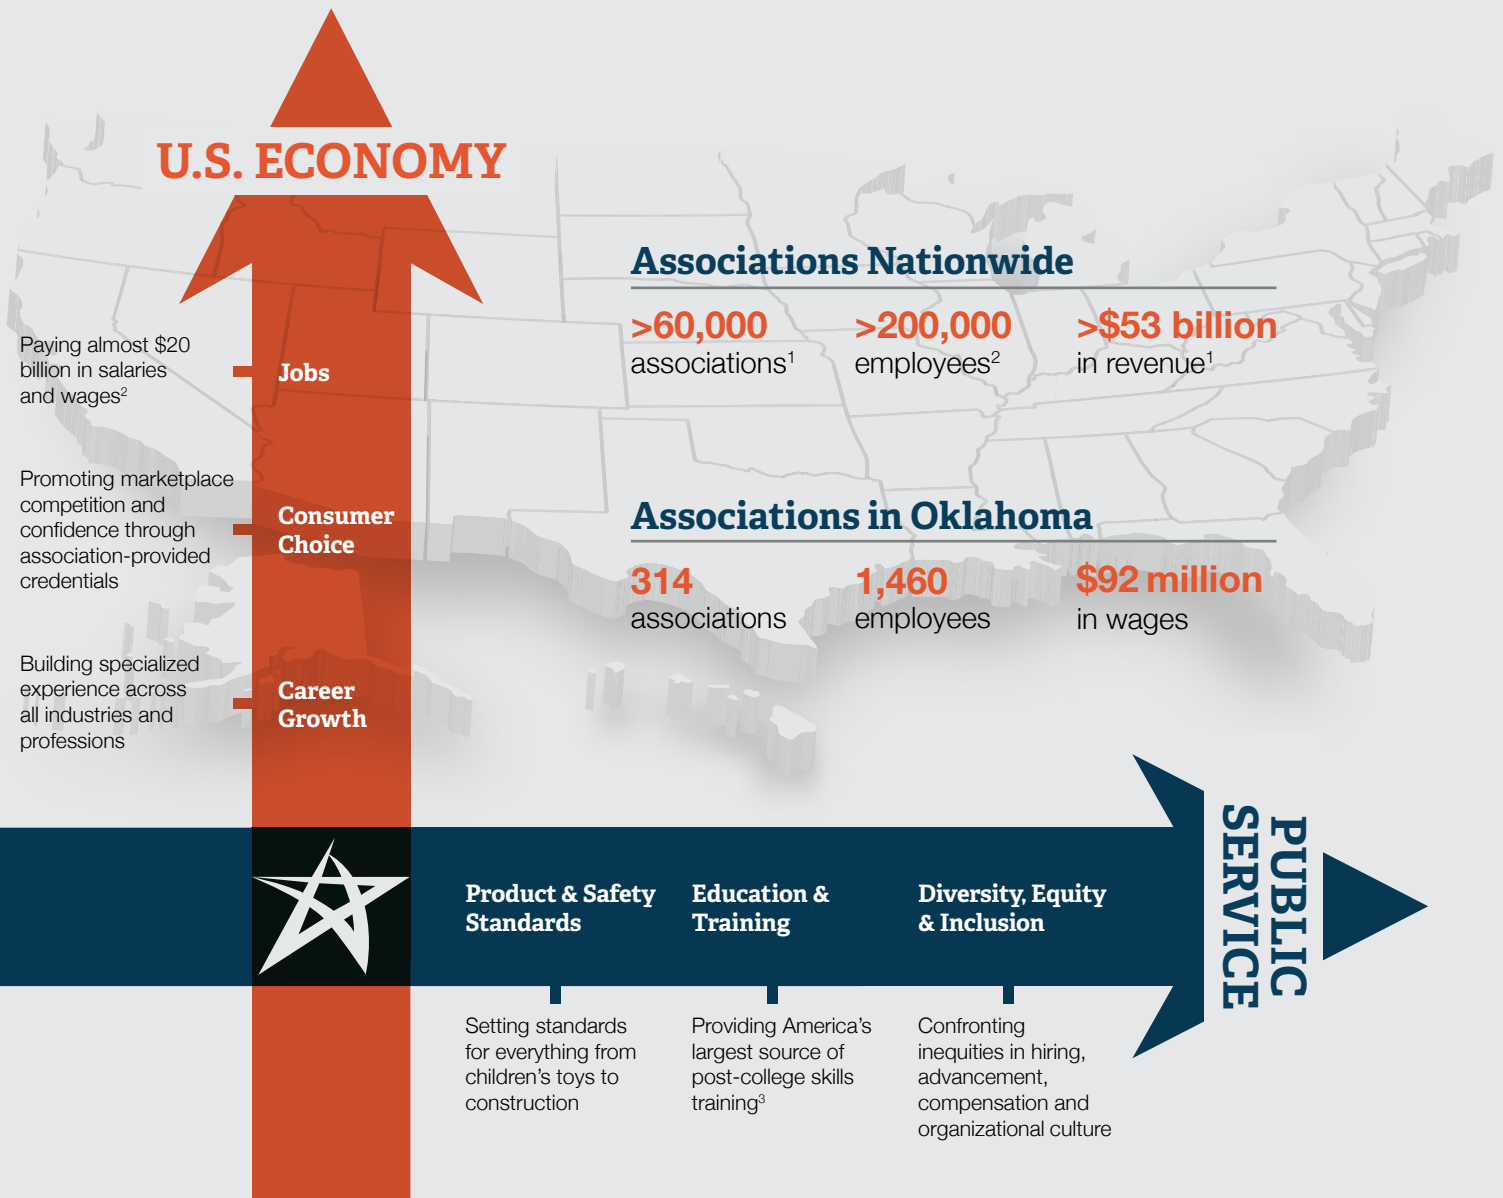 U.S. ECONOMY
Paying almost $20
billion in salaries
and wages²
Jobs
Promoting marketplace
competition and
confidence through
association-provided
credentials
Consumer
Choice
Building specialized
experience across
all industries and
professions
Career
Growth
Associations Nationwide
>60,000
associations¹
>200,000
employees²
>$53 billion
in revenue¹
Associations in Oklahoma
314
associations
1,460
employees
$92 million
in wages
PUBLIC
SERVICE
Product & Safety
Standards
Setting standards
for everything from
children’s toys to
construction
Education &
Training
Providing America’s
largest source of
post-college skills
training³
Diversity, Equity
& Inclusion
Confronting
inequities in hiring,
advancement,
compensation and
organizational culture